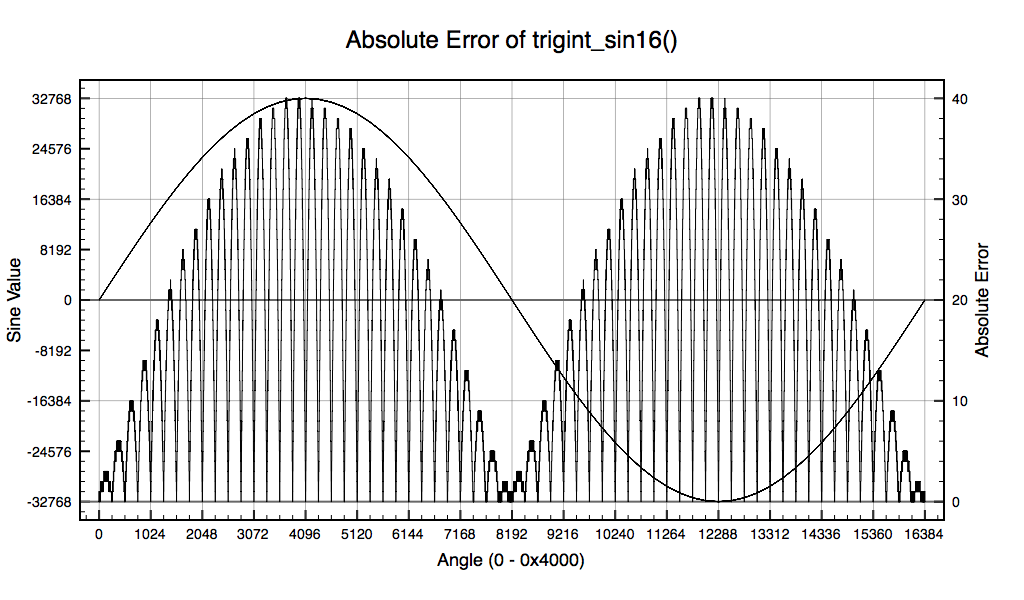 Absolute Error of trigint_sin16()
32768
24576
16384
8192
0
-8192
-16384
-24576
-32768
Sine Value
40
30
20
10
0
Absolute Error
0 1024 2048 3072 4096 5120 6144 7168 8192 9216 10240 11264 12288 13312 14336 15360 16384
Angle (0 - 0x4000)